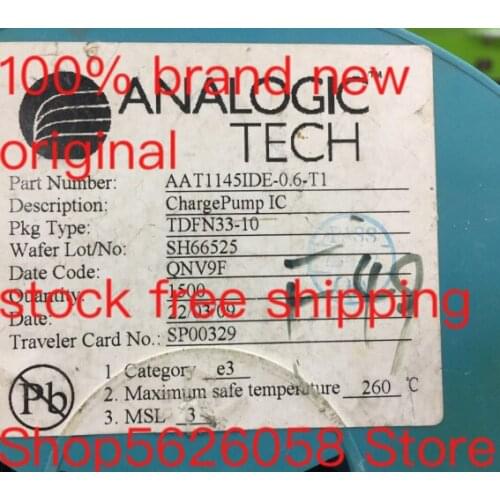 100% brand new
ANALOGIC™
TECH
original
Part Number: AAT1145IDE-0.6-T1
Description: ChargePump IC
Pkg Type: TDFN33-10
Wafer Lot/No: SH66525
Date Code: QNV9F
Quantity: 1500
stock free shipping
Date: 22/03/09
Traveler Card No.: SP00329
1. Category e3
2. Maximum safe temperature 260 ℃
3. MSL 3
Pb
Shop5626058 Store